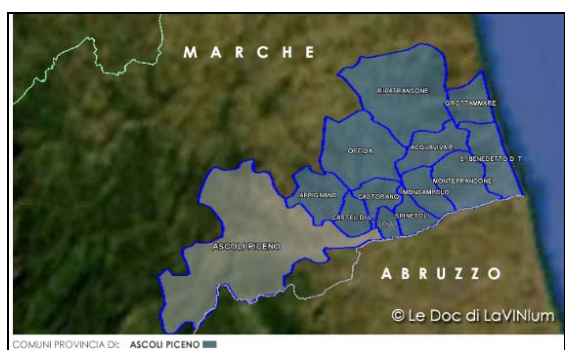 MARCHE
RIPATRANSONE
GROTTAMMARE
ACQUAVIVA P.
OFFIDA
S. BENEDETTO D. T
MONTEPRANDONE
APPIGNANO
CASTORANO
MONSAMPOLO
CASTEL DI L.
COLLI
SPINETOLI
ASCOLI PICENO
ABRUZZO
© Le Doc di LaVINIum
COMUNI PROVINCIA DI: ASCOLI PICENO